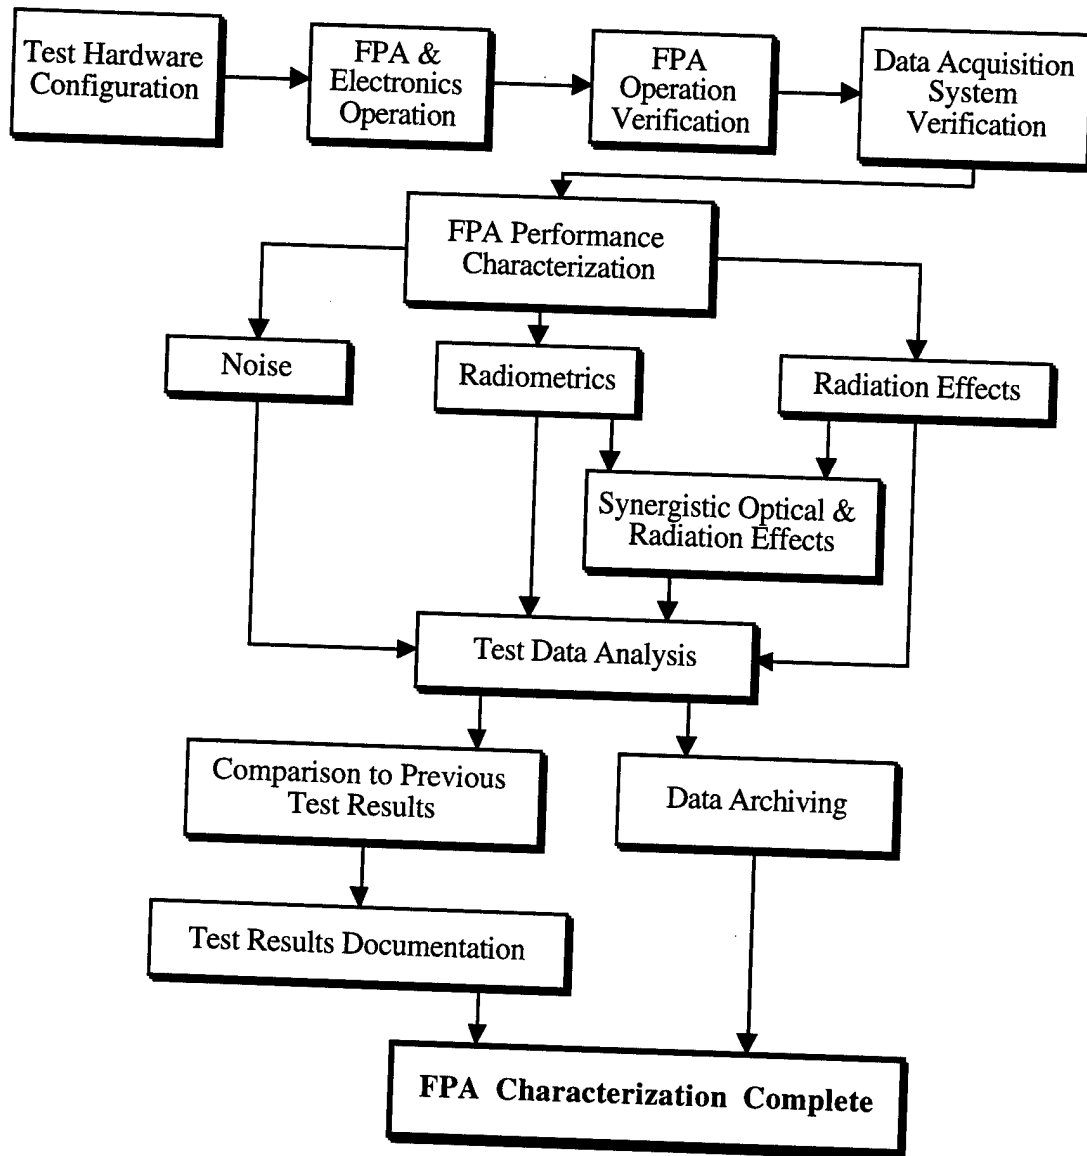 Test Hardware
Configuration
FPA &
Electronics
Operation
FPA
Operation
Verification
Data Acquisition
System
Verification
FPA Performance
Characterization
Noise
Radiometrics
Radiation Effects
Synergistic Optical &
Radiation Effects
Test Data Analysis
Comparison to Previous
Test Results
Data Archiving
Test Results Documentation
FPA Characterization Complete